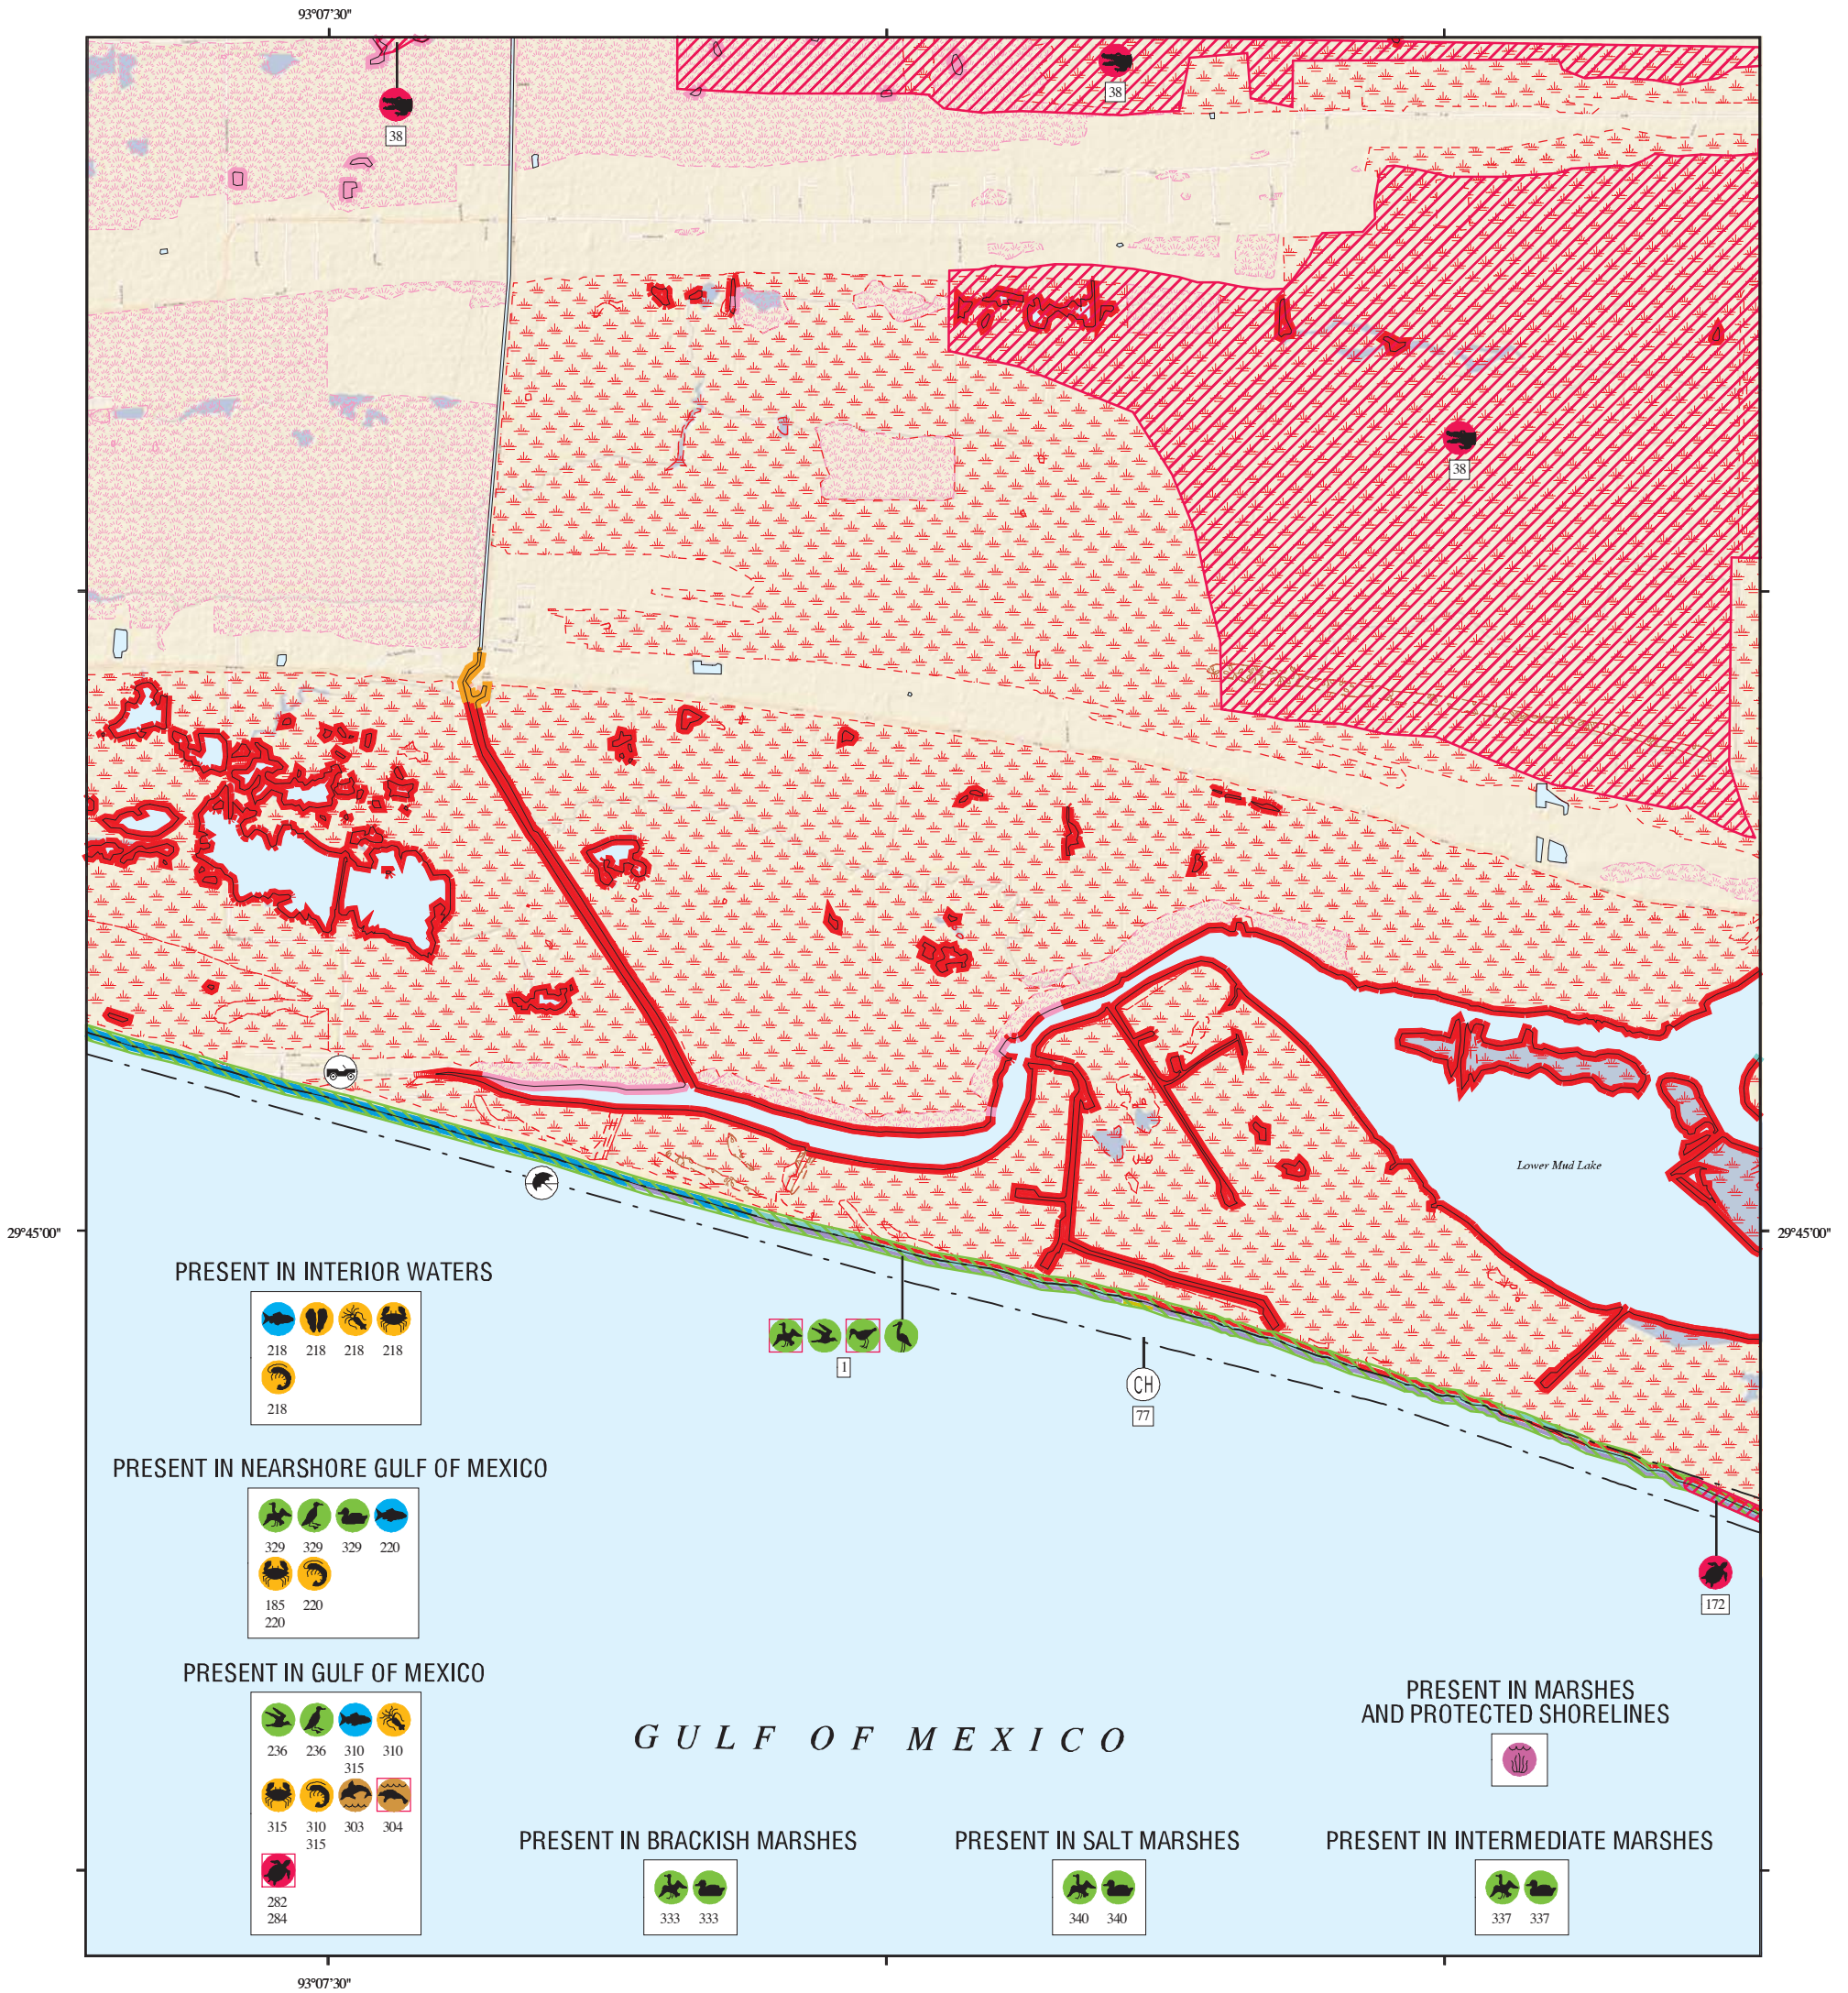 93°07'30"
38
38
38
29°45'00"
29°45'00"
Lower Mud Lake
1
CH
77
172
PRESENT IN INTERIOR WATERS
218 218 218 218
218
PRESENT IN NEARSHORE GULF OF MEXICO
329 329 329 220
185 220
220
PRESENT IN GULF OF MEXICO
236 236 310 310
315
315 310 303 304
315
282
284
GULF OF MEXICO
PRESENT IN MARSHES
AND PROTECTED SHORELINES
PRESENT IN BRACKISH MARSHES
333 333
PRESENT IN SALT MARSHES
340 340
PRESENT IN INTERMEDIATE MARSHES
337 337
93°07'30"